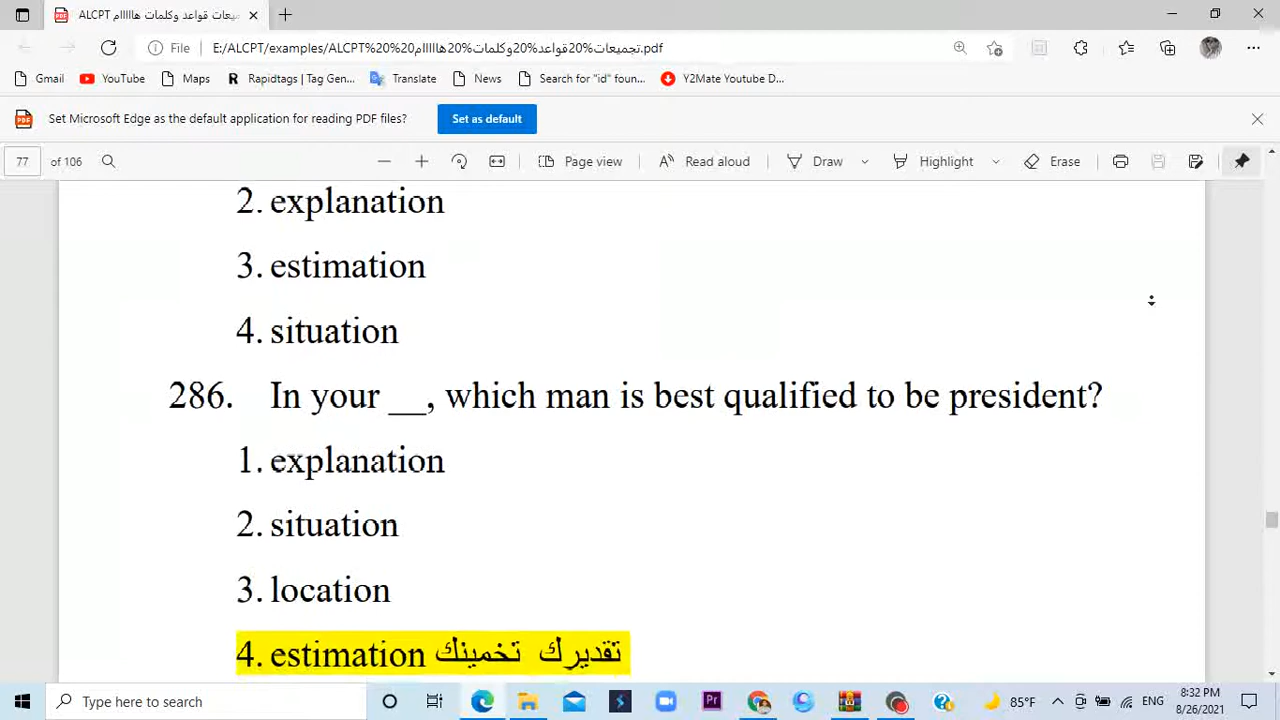 ALCPT تجميعات قواعد وكلمات هااااام
File E:/ALCPT/examples/ALCPT%20%20تجميعات%20قواعد%20وكلمات%20هااااام.pdf
Gmail YouTube Maps Rapidtags | Tag Gen... Translate News Search for "id" foun... Y2Mate Youtube D...
Set Microsoft Edge as the default application for reading PDF files? Set as default
77 of 106 Page view Read aloud Draw Highlight Erase
2. explanation
3. estimation
4. situation
286. In your __, which man is best qualified to be president?
1. explanation
2. situation
3. location
4. estimation تقديرك تخمينك
Type here to search 85°F ENG 8:32 PM
8/26/2021